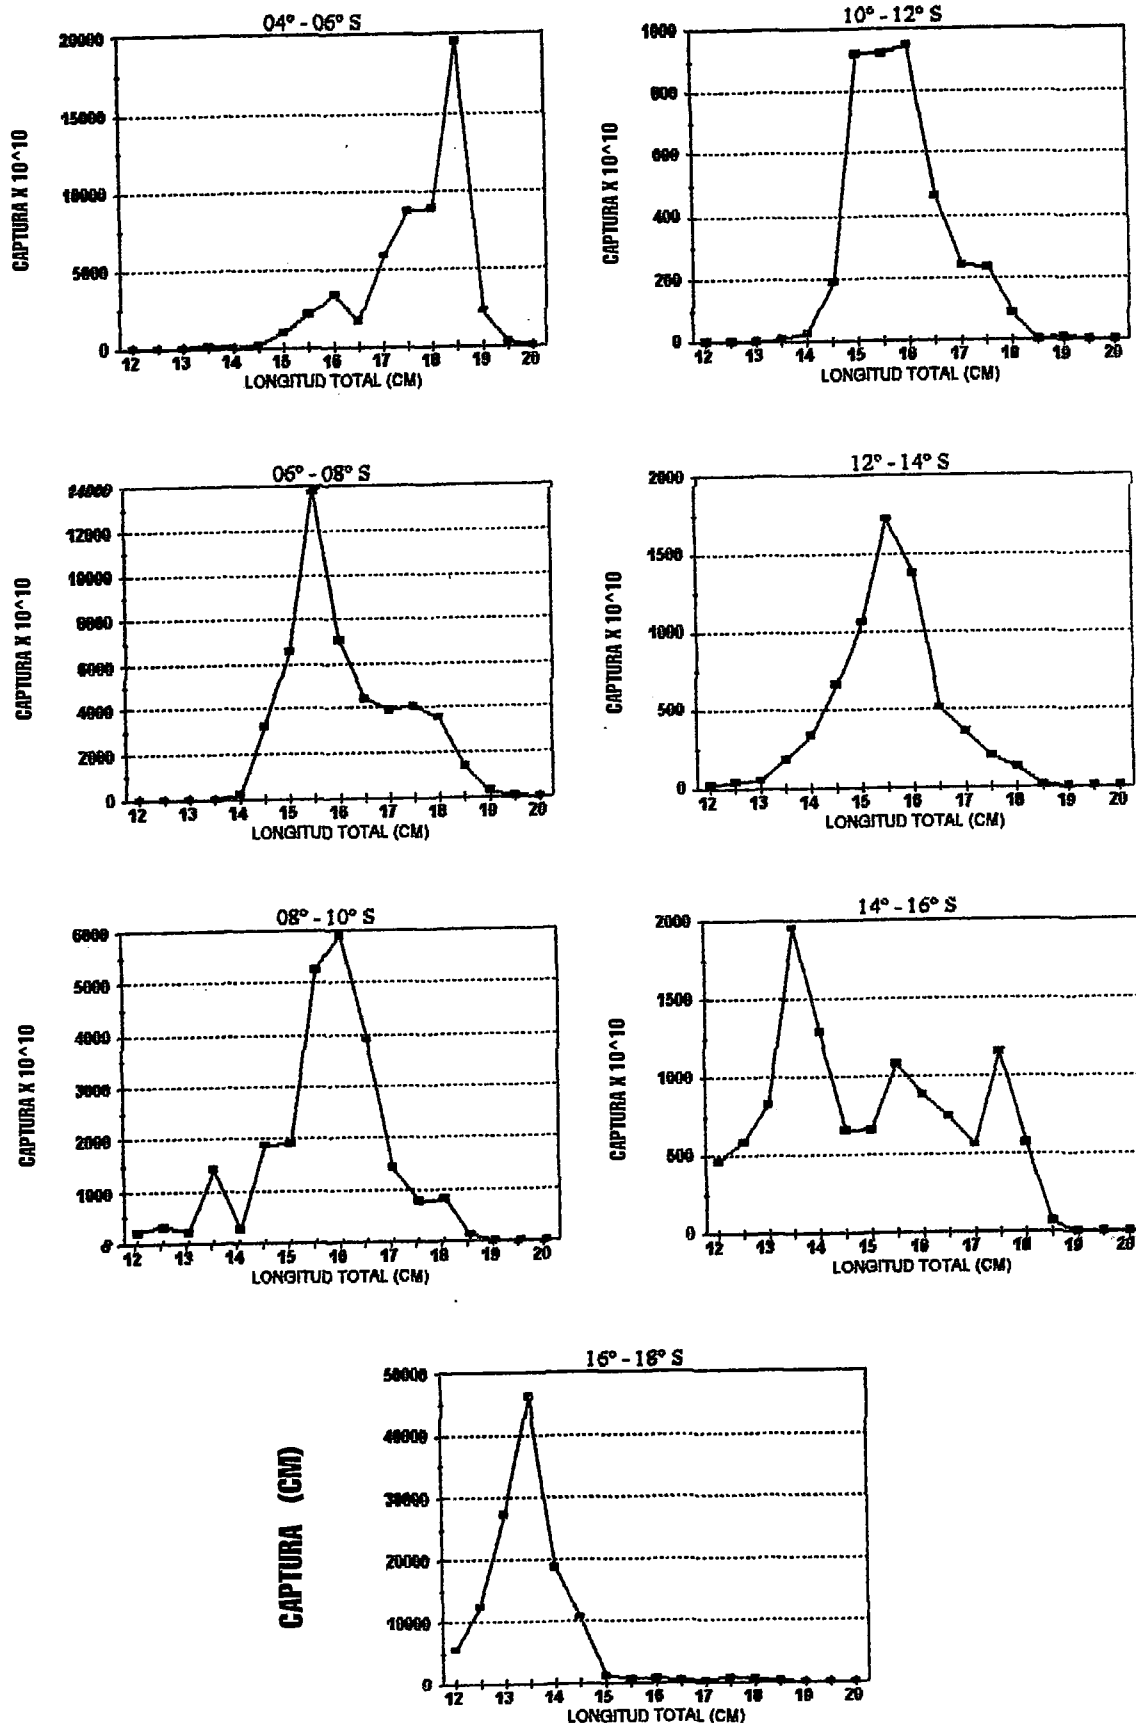 04° - 06° S
20000
15000
10000
5000
0
CAPTURA X 10^10
12 13 14 15 16 17 18 19 20
LONGITUD TOTAL (CM)
10° - 12° S
1000
800
600
400
200
0
CAPTURA X 10^10
12 13 14 15 16 17 18 19 20
LONGITUD TOTAL (CM)
06° - 08° S
14000
12000
10000
8000
6000
4000
2000
0
CAPTURA X 10^10
12 13 14 15 16 17 18 19 20
LONGITUD TOTAL (CM)
12° - 14° S
2000
1500
1000
500
0
CAPTURA X 10^10
12 13 14 15 16 17 18 19 20
LONGITUD TOTAL (CM)
08° - 10° S
6000
5000
4000
3000
2000
1000
0
CAPTURA X 10^10
12 13 14 15 16 17 18 19 20
LONGITUD TOTAL (CM)
14° - 16° S
2000
1500
1000
500
0
CAPTURA X 10^10
12 13 14 15 16 17 18 19 20
LONGITUD TOTAL (CM)
16° - 18° S
50000
40000
30000
20000
10000
0
CAPTURA (CM)
12 13 14 15 16 17 18 19 20
LONGITUD TOTAL (CM)